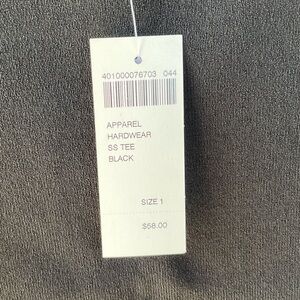 401000076703 044
APPAREL
HARDWEAR
SS TEE
BLACK
SIZE 1
$58.00